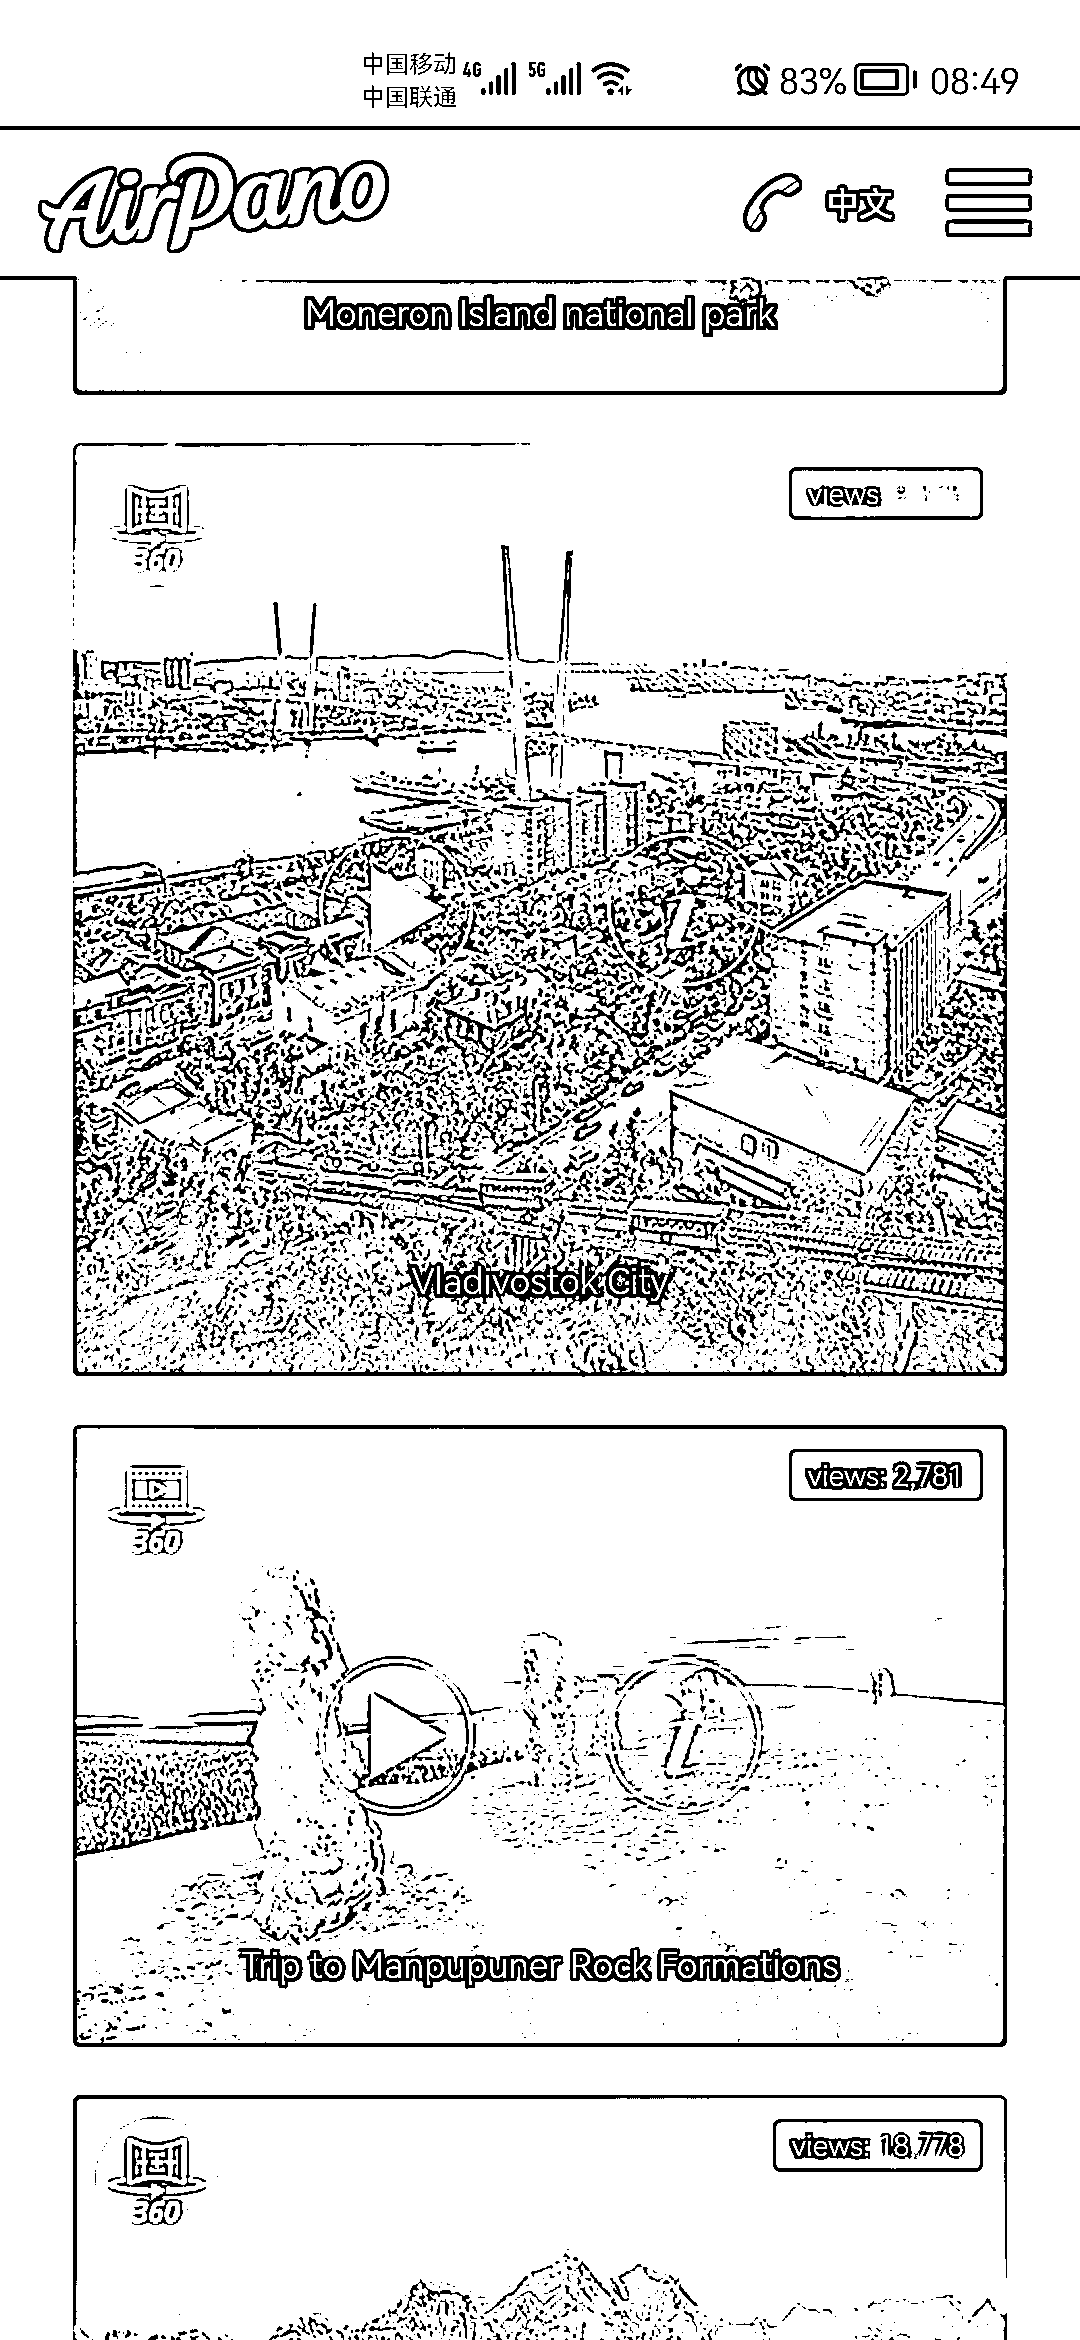 中国移动 4G 5G 83% 08:49
中国联通
AirPano 中文
Moneron Island national park
360 views
Vladivostok City
360 views: 2,781
Trip to Manpupuner Rock Formations
360 views: 18,778